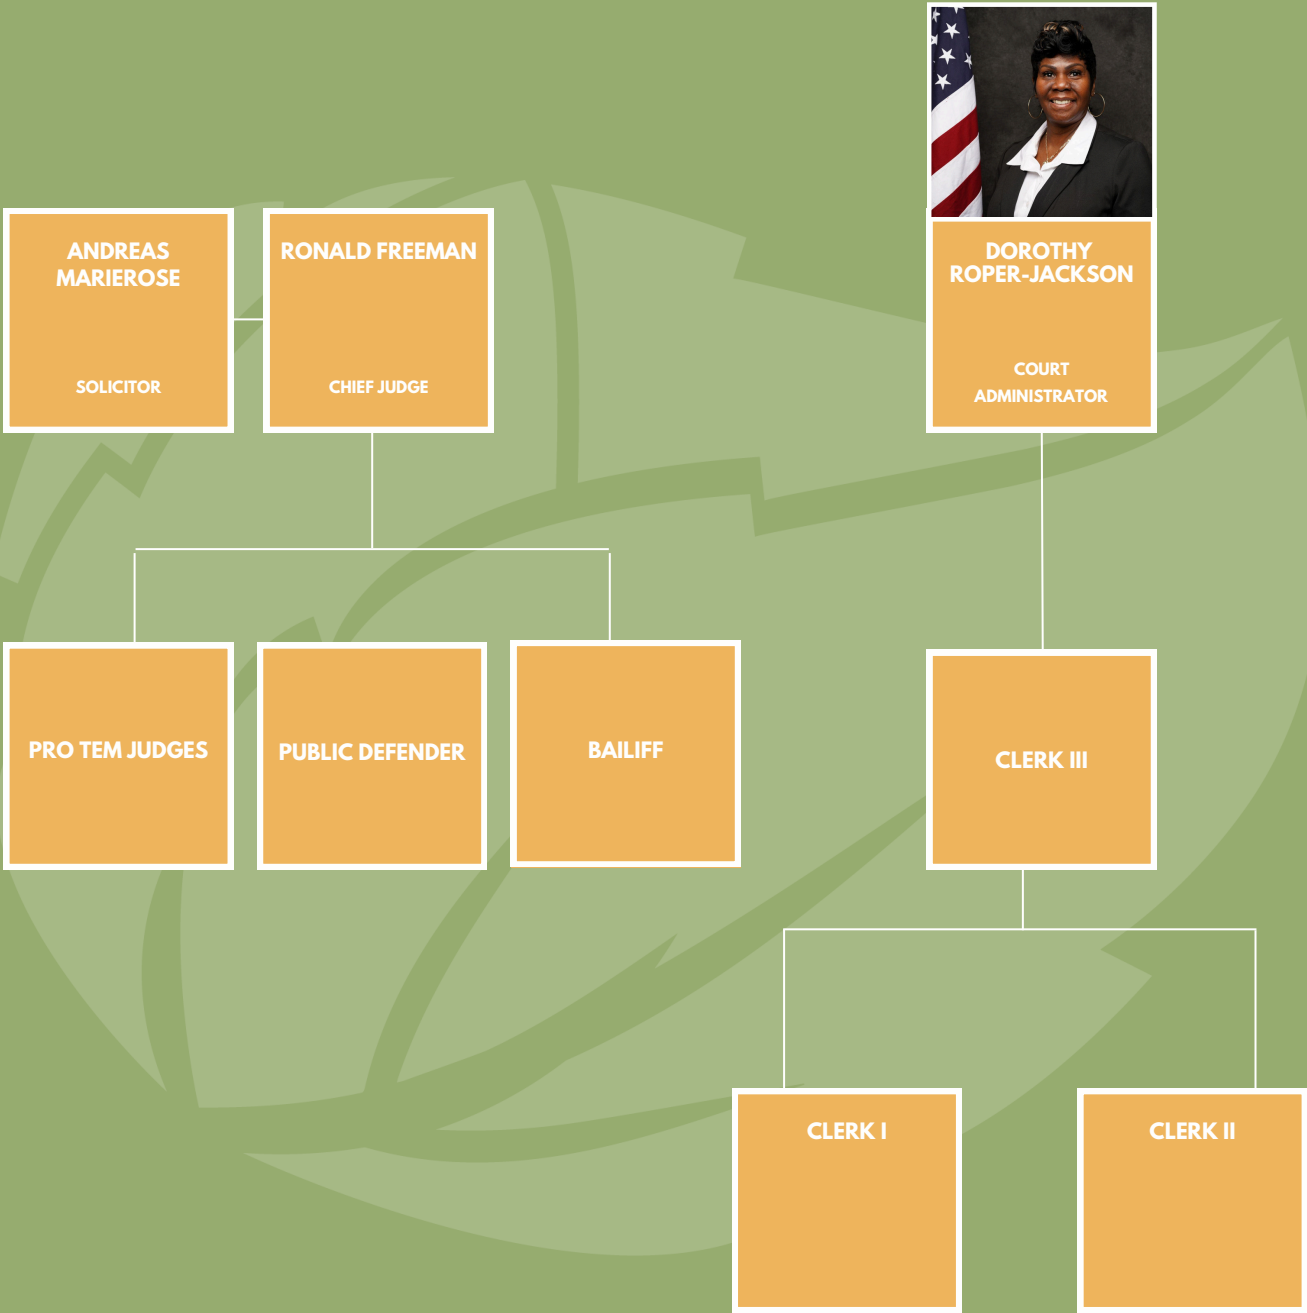 ANDREAS
MARIEROSE
SOLICITOR
RONALD FREEMAN
CHIEF JUDGE
DOROTHY
ROPER-JACKSON
COURT
ADMINISTRATOR
PRO TEM JUDGES
PUBLIC DEFENDER
BAILIFF
CLERK III
CLERK I
CLERK II